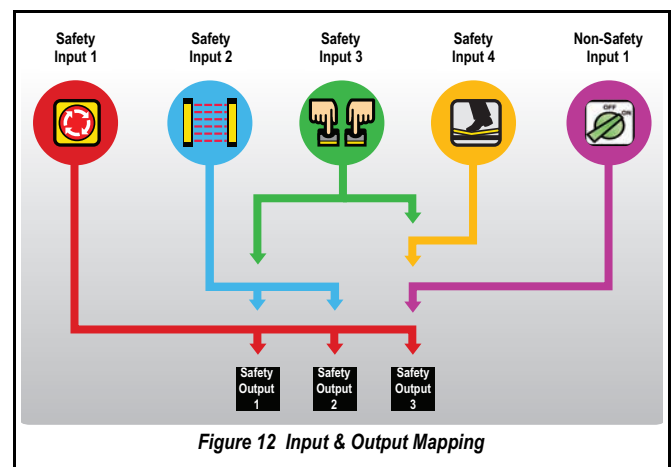 Safety
Input 1
Safety
Input 2
Safety
Input 3
Safety
Input 4
Non-Safety
Input 1
OFF
ON
Safety
Output
1
Safety
Output
2
Safety
Output
3
Figure 12 Input & Output Mapping